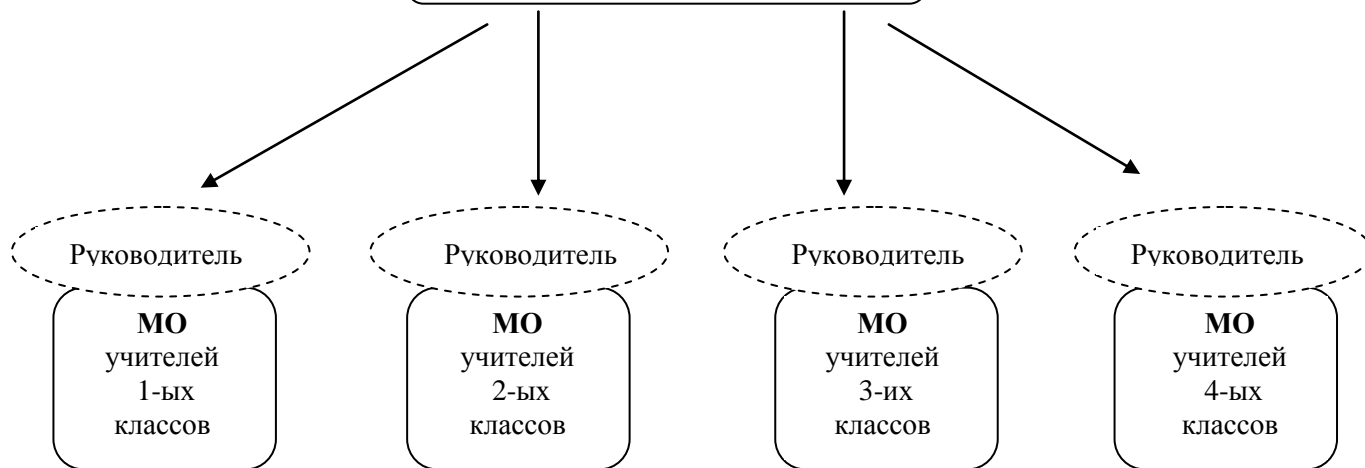 Руководитель
МО
учителей
1-ых
классов
Руководитель
МО
учителей
2-ых
классов
Руководитель
МО
учителей
3-их
классов
Руководитель
МО
учителей
4-ых
классов